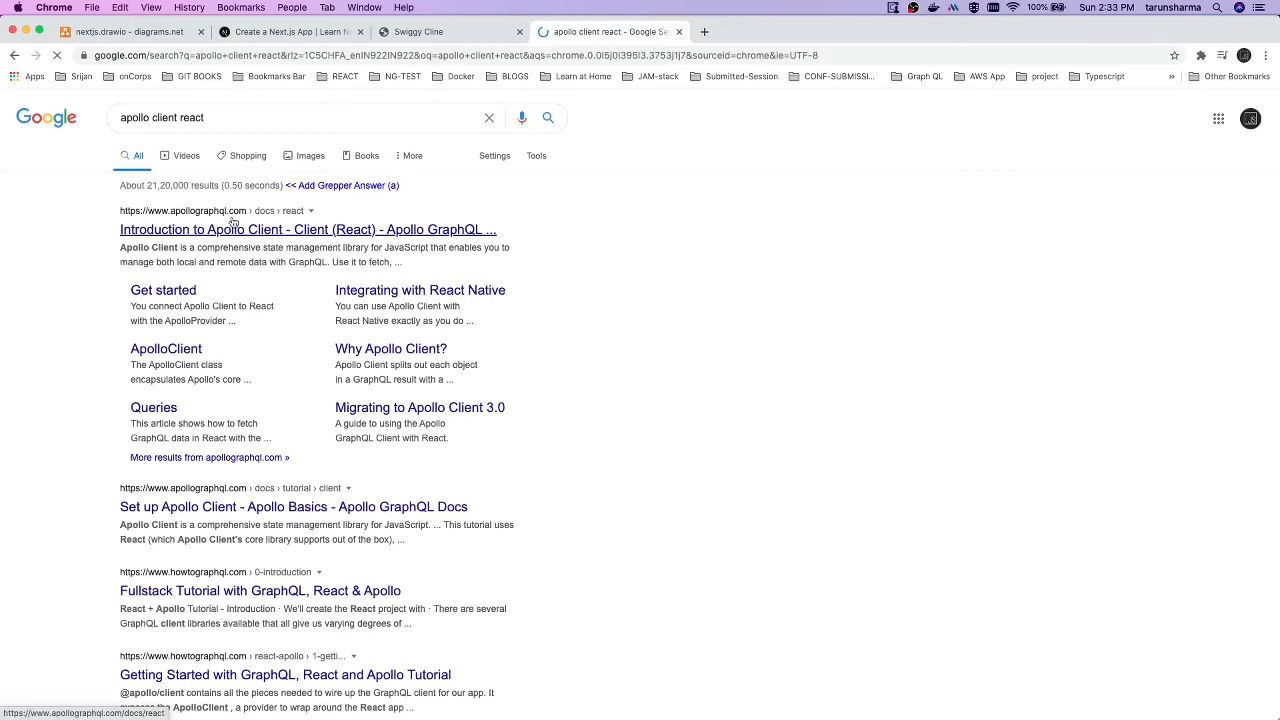 Chrome File Edit View History Bookmarks People Tab Window Help 100% Sun 2:33 PM tarunsharma
nextjs.drawio - diagrams.net Create a Next.js App | Learn N Swiggy Cline apollo client react - Google Se
google.com/search?q=apollo+client+react&rlz=1C5CHFA_enIN922IN922&oq=apollo+client+react&aqs=chrome.0.0l5j0i395l3.3753j1j7&sourceid=chrome&ie=UTF-8
Apps Srijan onCorps GIT BOOKS Bookmarks Bar REACT NG-TEST Docker BLOGS Learn at Home JAM-stack Submitted-Session CONF-SUBMISSI... Graph QL AWS App project Typescript » Other Bookmarks
Google apollo client react
All Videos Shopping Images Books More Settings Tools
About 21,20,000 results (0.50 seconds) << Add Grepper Answer (a)
https://www.apollographql.com › docs › react
Introduction to Apollo Client - Client (React) - Apollo GraphQL ...
Apollo Client is a comprehensive state management library for JavaScript that enables you to
manage both local and remote data with GraphQL. Use it to fetch, ...
Get started
You connect Apollo Client to React
with the ApolloProvider ...
Integrating with React Native
You can use Apollo Client with
React Native exactly as you do ...
ApolloClient
The ApolloClient class
encapsulates Apollo's core ...
Why Apollo Client?
Apollo Client splits out each object
in a GraphQL result with a ...
Queries
This article shows how to fetch
GraphQL data in React with the ...
Migrating to Apollo Client 3.0
A guide to using the Apollo
GraphQL Client with React.
More results from apollographql.com »
https://www.apollographql.com › docs › tutorial › client
Set up Apollo Client - Apollo Basics - Apollo GraphQL Docs
Apollo Client is a comprehensive state management library for JavaScript. ... This tutorial uses
React (which Apollo Client's core library supports out of the box), ...
https://www.howtographql.com › 0-introduction
Fullstack Tutorial with GraphQL, React & Apollo
React + Apollo Tutorial - Introduction · We'll create the React project with · There are several
GraphQL client libraries available that all give us varying degrees of ...
https://www.howtographql.com › react-apollo › 1-getti...
Getting Started with GraphQL, React and Apollo Tutorial
@apollo/client contains all the pieces needed to wire up the GraphQL client for our app. It
the ApolloClient , a provider to wrap around the React app ...
https://www.apollographql.com/docs/react